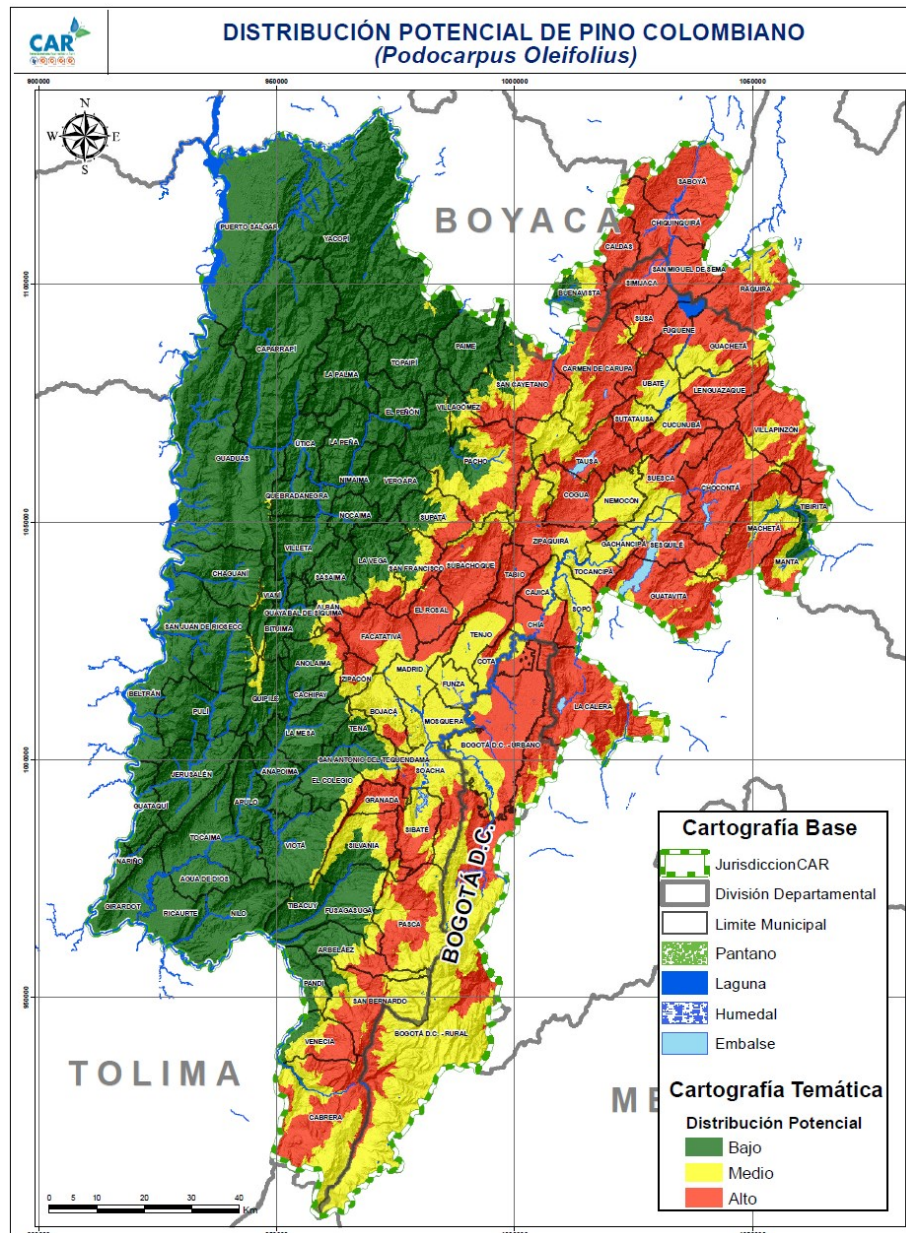 CAR
DISTRIBUCIÓN POTENCIAL DE PINO COLOMBIANO
(Podocarpus Oleifolius)
900000
950000
1000000
1050000
N
W
E
S
BOYACA
SABOYÁ
PUERTO SALGAR
CHIQUINQUIRÁ
YACOPÍ
CALDAS
SAN MIGUEL DE SEMA
1100000
SIMIJACA
RÁQUIRA
BUENAVISTA
SUSA
FÚQUENE
PAIME
GUACHETÁ
CAPARRAPÍ
TOPAIPÍ
CARMEN DE CARUPA
LA PALMA
SAN CAYETANO
UBATÉ
LENGUAZAQUE
EL PEÑÓN
VILLAGÓMEZ
SUTATAUSA
CUCUNUBÁ
VILLAPINZÓN
ÚTICA
LA PEÑA
GUADUAS
PACHO
TAUSA
NIMAIMA
VERGARA
SUESCA
CHOCONTÁ
QUEBRADANEGRA
COGUA
NEMOCÓN
TIBIRITA
NOCAIMA
SUPATÁ
MACHETÁ
ZIPAQUIRÁ
GACHANCIPÁ
SESQUILÉ
VILLETA
LA VEGA
MANTA
SAN FRANCISCO
SUBACHOQUE
TOCANCIPÁ
CHAGUANÍ
SASAIMA
TABIO
VIANÍ
CAJICÁ
GUATAVITA
ALBÁN
EL ROSAL
SOPÓ
GUAYABAL DE SIQUIMA
SAN JUAN DE RIOSECO
BITUIMA
FACATATIVA
TENJO
CHÍA
ANOLAIMA
COTA
ZIPACÓN
MADRID
FUNZA
BELTRÁN
QUIPILE
CACHIPAY
LA CALERA
PULÍ
BOJACÁ
MOSQUERA
LA MESA
TENA
BOGOTÁ D.C. - URBANO
SAN ANTONIO DEL TEQUENDAMA
JERUSALÉN
ANAPOIMA
SOACHA
EL COLEGIO
GUATAQUÍ
APULO
GRANADA
SIBATÉ
TOCAIMA
VIOTÁ
SILVANIA
NARIÑO
AGUA DE DIOS
BOGOTÁ D.C.
GIRARDOT
RICAURTE
NILO
TIBACUY
FUSAGASUGÁ
PASCA
ARBELÁEZ
PANDI
SAN BERNARDO
BOGOTÁ D.C. - RURAL
VENECIA
TOLIMA
CABRERA
0 5 10 20 30 40
Km
Cartografía Base
JurisdiccionCAR
División Departamental
Limite Municipal
Pantano
Laguna
Humedal
Embalse
Cartografía Temática
Distribución Potencial
Bajo
Medio
Alto